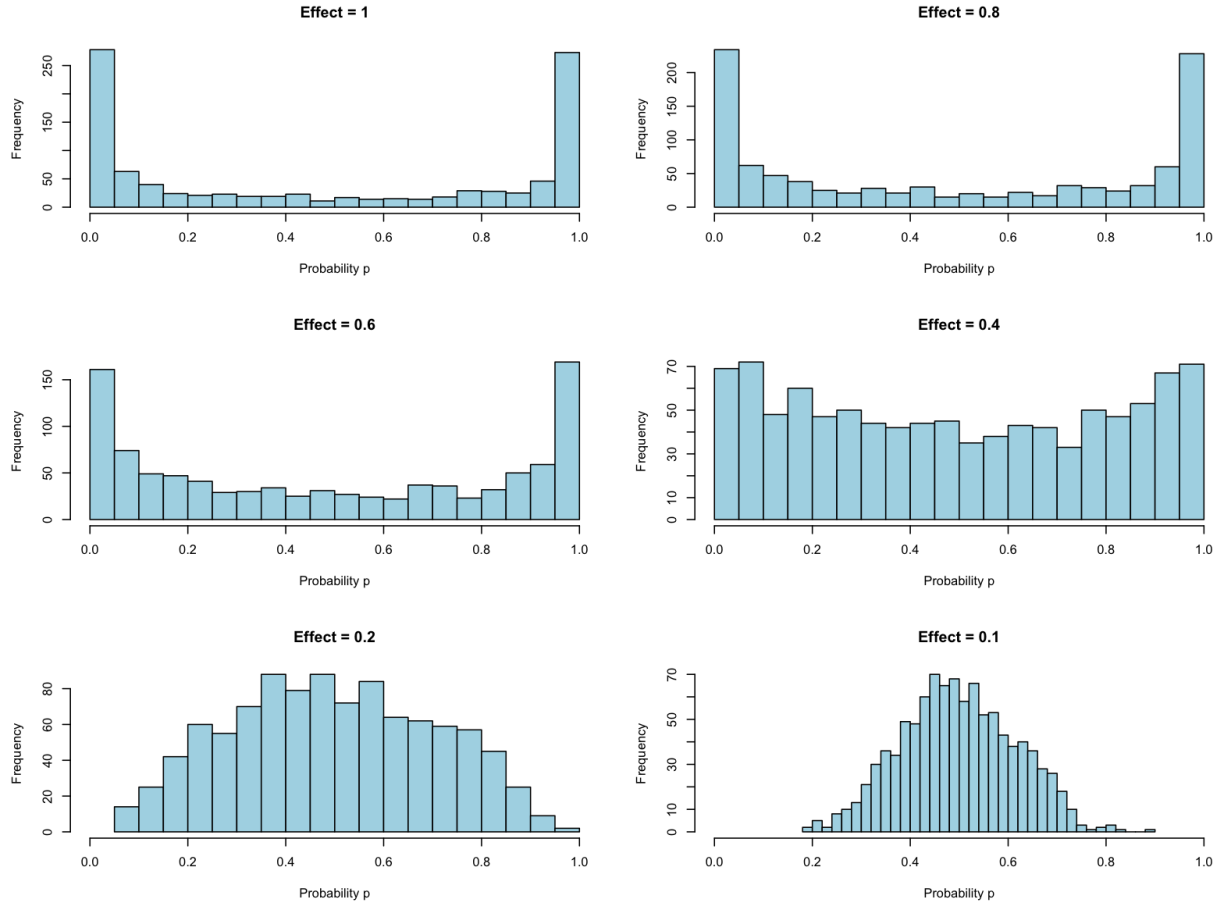 Effect = 1
Frequency
0 50 150 250
0.0 0.2 0.4 0.6 0.8 1.0
Probability p
Effect = 0.8
Frequency
0 50 100 150 200
0.0 0.2 0.4 0.6 0.8 1.0
Probability p
Effect = 0.6
Frequency
0 50 100 150
0.0 0.2 0.4 0.6 0.8 1.0
Probability p
Effect = 0.4
Frequency
0 10 30 50 70
0.0 0.2 0.4 0.6 0.8 1.0
Probability p
Effect = 0.2
Frequency
0 20 40 60 80
0.0 0.2 0.4 0.6 0.8 1.0
Probability p
Effect = 0.1
Frequency
0 10 30 50 70
0.2 0.4 0.6 0.8 1.0
Probability p